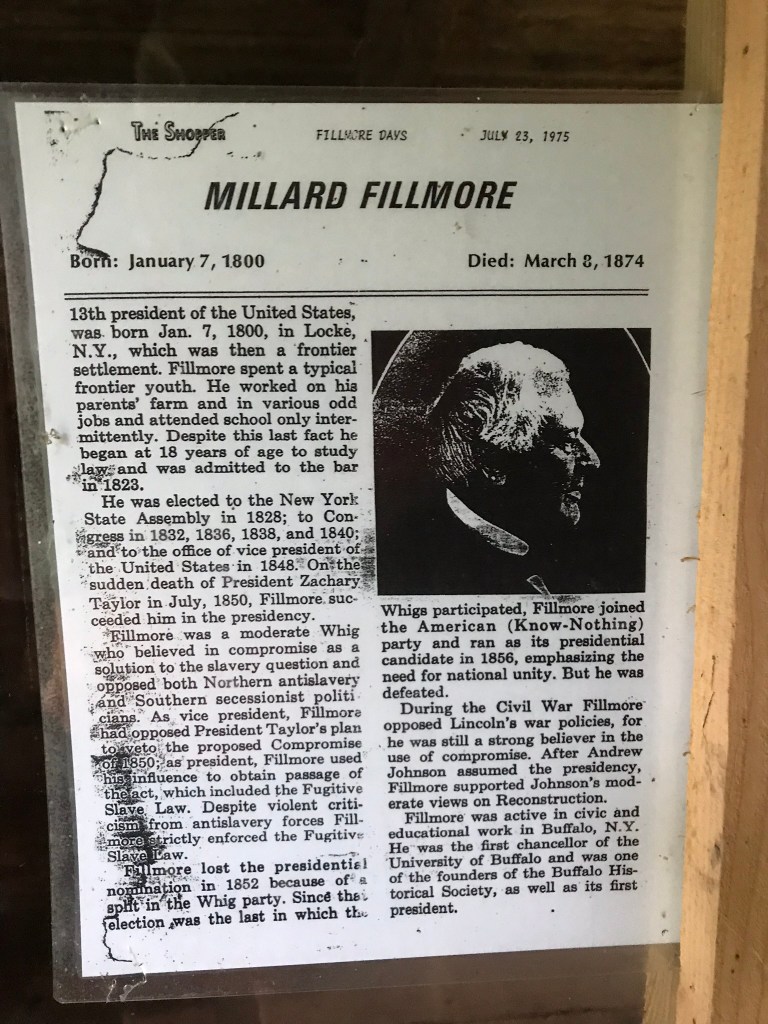 THE SHOPPER FILLMORE DAYS JULY 23, 1975
MILLARD FILLMORE
Born: January 7, 1800 Died: March 8, 1874
13th president of the United States,
was born Jan. 7, 1800, in Locke,
N.Y., which was then a frontier
settlement. Fillmore spent a typical
frontier youth. He worked on his
parents' farm and in various odd
jobs and attended school only inter-
mittently. Despite this last fact he
began at 18 years of age to study
law and was admitted to the bar
in 1823.
He was elected to the New York
State Assembly in 1828; to Con-
gress in 1832, 1836, 1838, and 1840;
and to the office of vice president of
the United States in 1848. On the
sudden death of President Zachary
Taylor in July, 1850, Fillmore suc-
ceeded him in the presidency.
Fillmore was a moderate Whig
who believed in compromise as a
solution to the slavery question and
opposed both Northern antislavery
and Southern secessionist politi
cians. As vice president, Fillmore
had opposed President Taylor's plan
to veto the proposed Compromise
of 1850; as president, Fillmore used
his influence to obtain passage of
the act, which included the Fugitive
Slave Law. Despite violent criti-
cism from antislavery forces Fill-
more strictly enforced the Fugitive
Slave Law.
Fillmore lost the presidential
nomination in 1852 because of a
split in the Whig party. Since that
election was the last in which the
Whigs participated, Fillmore joined
the American (Know-Nothing)
party and ran as its presidential
candidate in 1856, emphasizing the
need for national unity. But he was
defeated.
During the Civil War Fillmore
opposed Lincoln's war policies, for
he was still a strong believer in the
use of compromise. After Andrew
Johnson assumed the presidency,
Fillmore supported Johnson's mod-
erate views on Reconstruction.
Fillmore was active in civic and
educational work in Buffalo, N.Y.
He was the first chancellor of the
University of Buffalo and was one
of the founders of the Buffalo His-
torical Society, as well as its first
president.